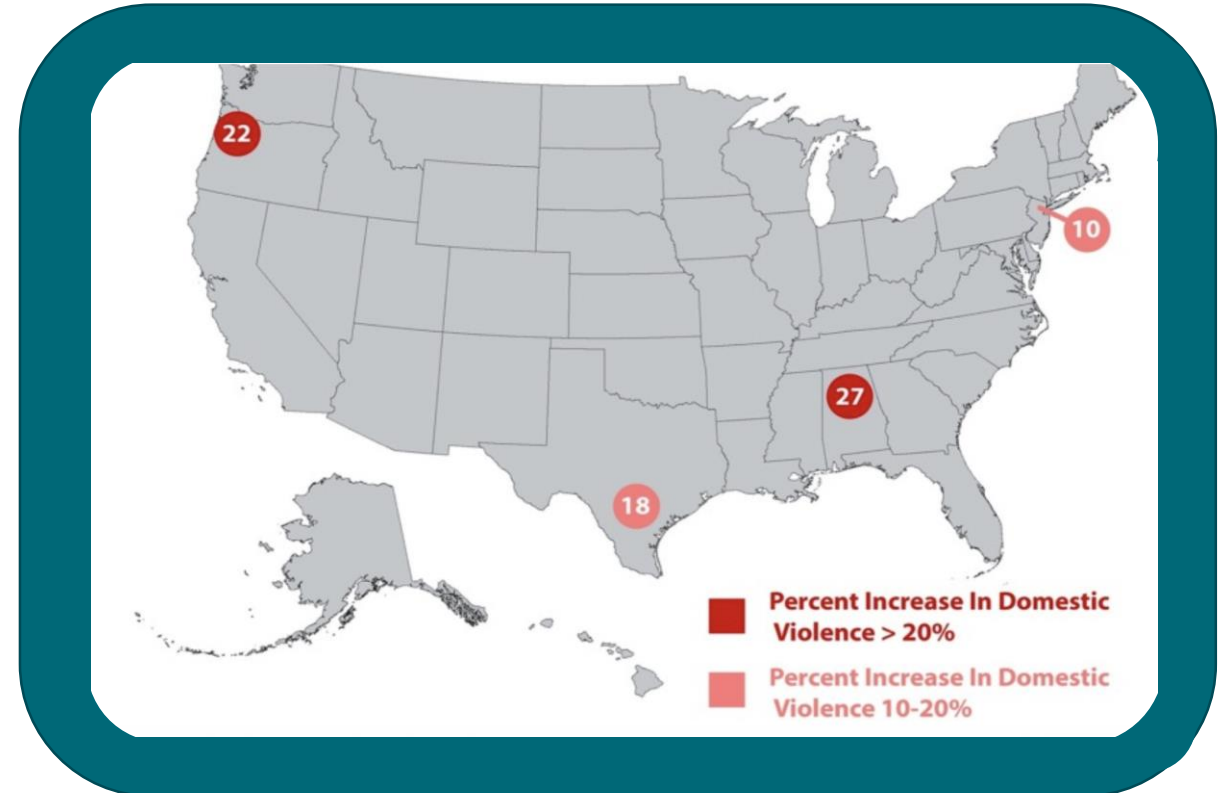 22
10
27
18
Percent Increase In Domestic
Violence > 20%
Percent Increase In Domestic
Violence 10-20%